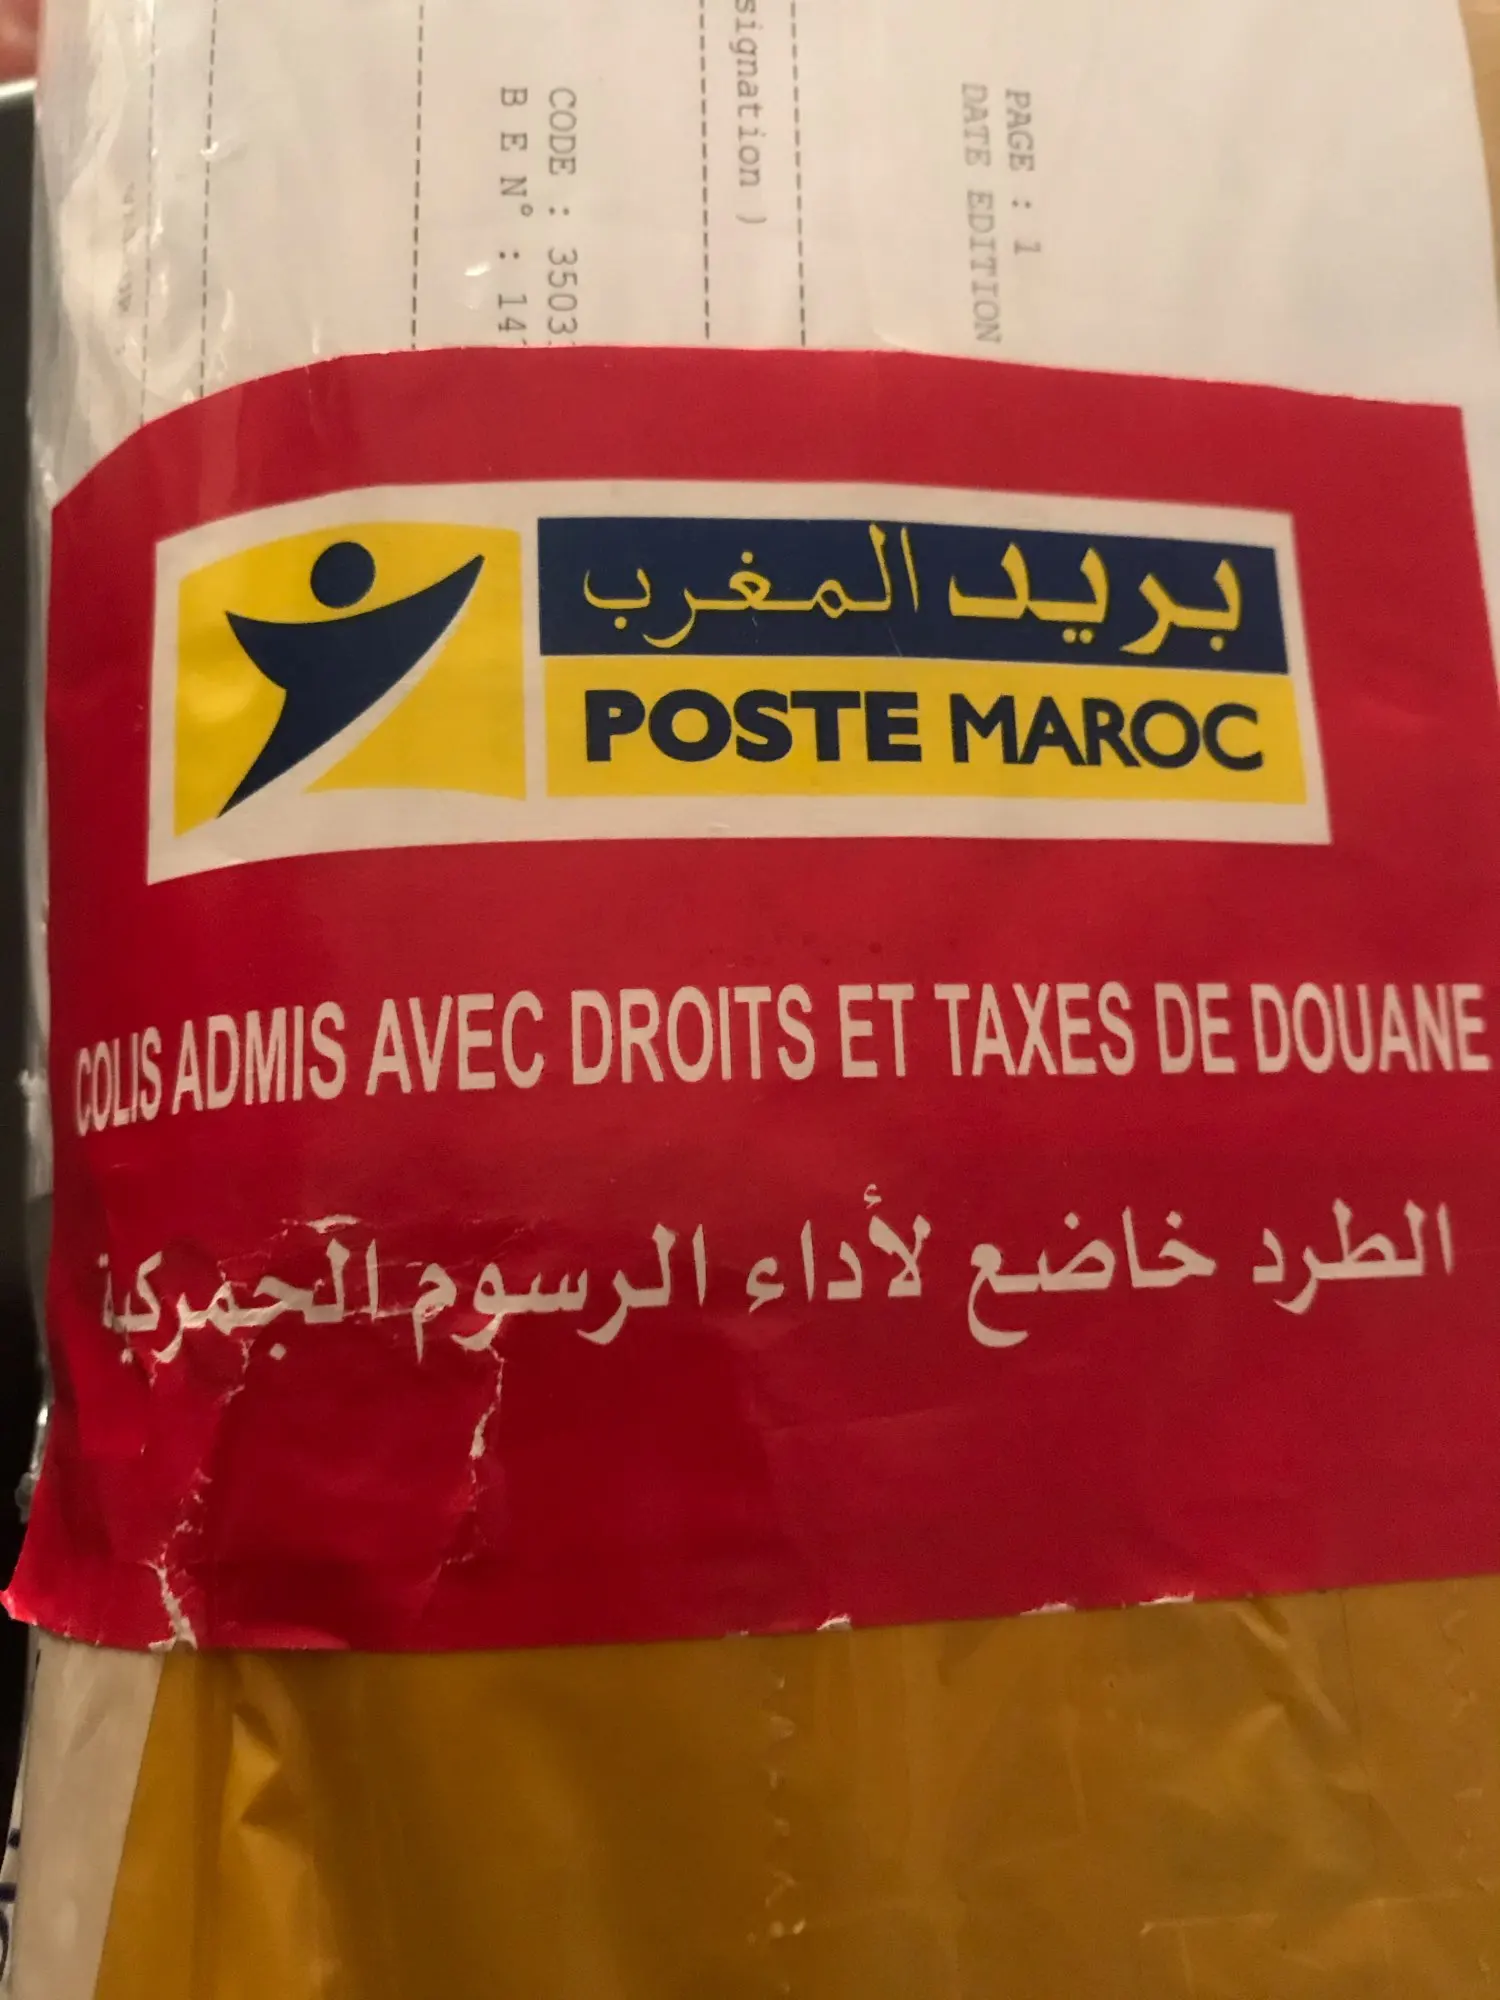 PAGE : 1
DATE EDITION
signation )
CODE : 3503
B E N° : 14
بريد المغرب
POSTE MAROC
COLIS ADMIS AVEC DROITS ET TAXES DE DOUANE
الطرد خاضع لأداء الرسوم الجمركية